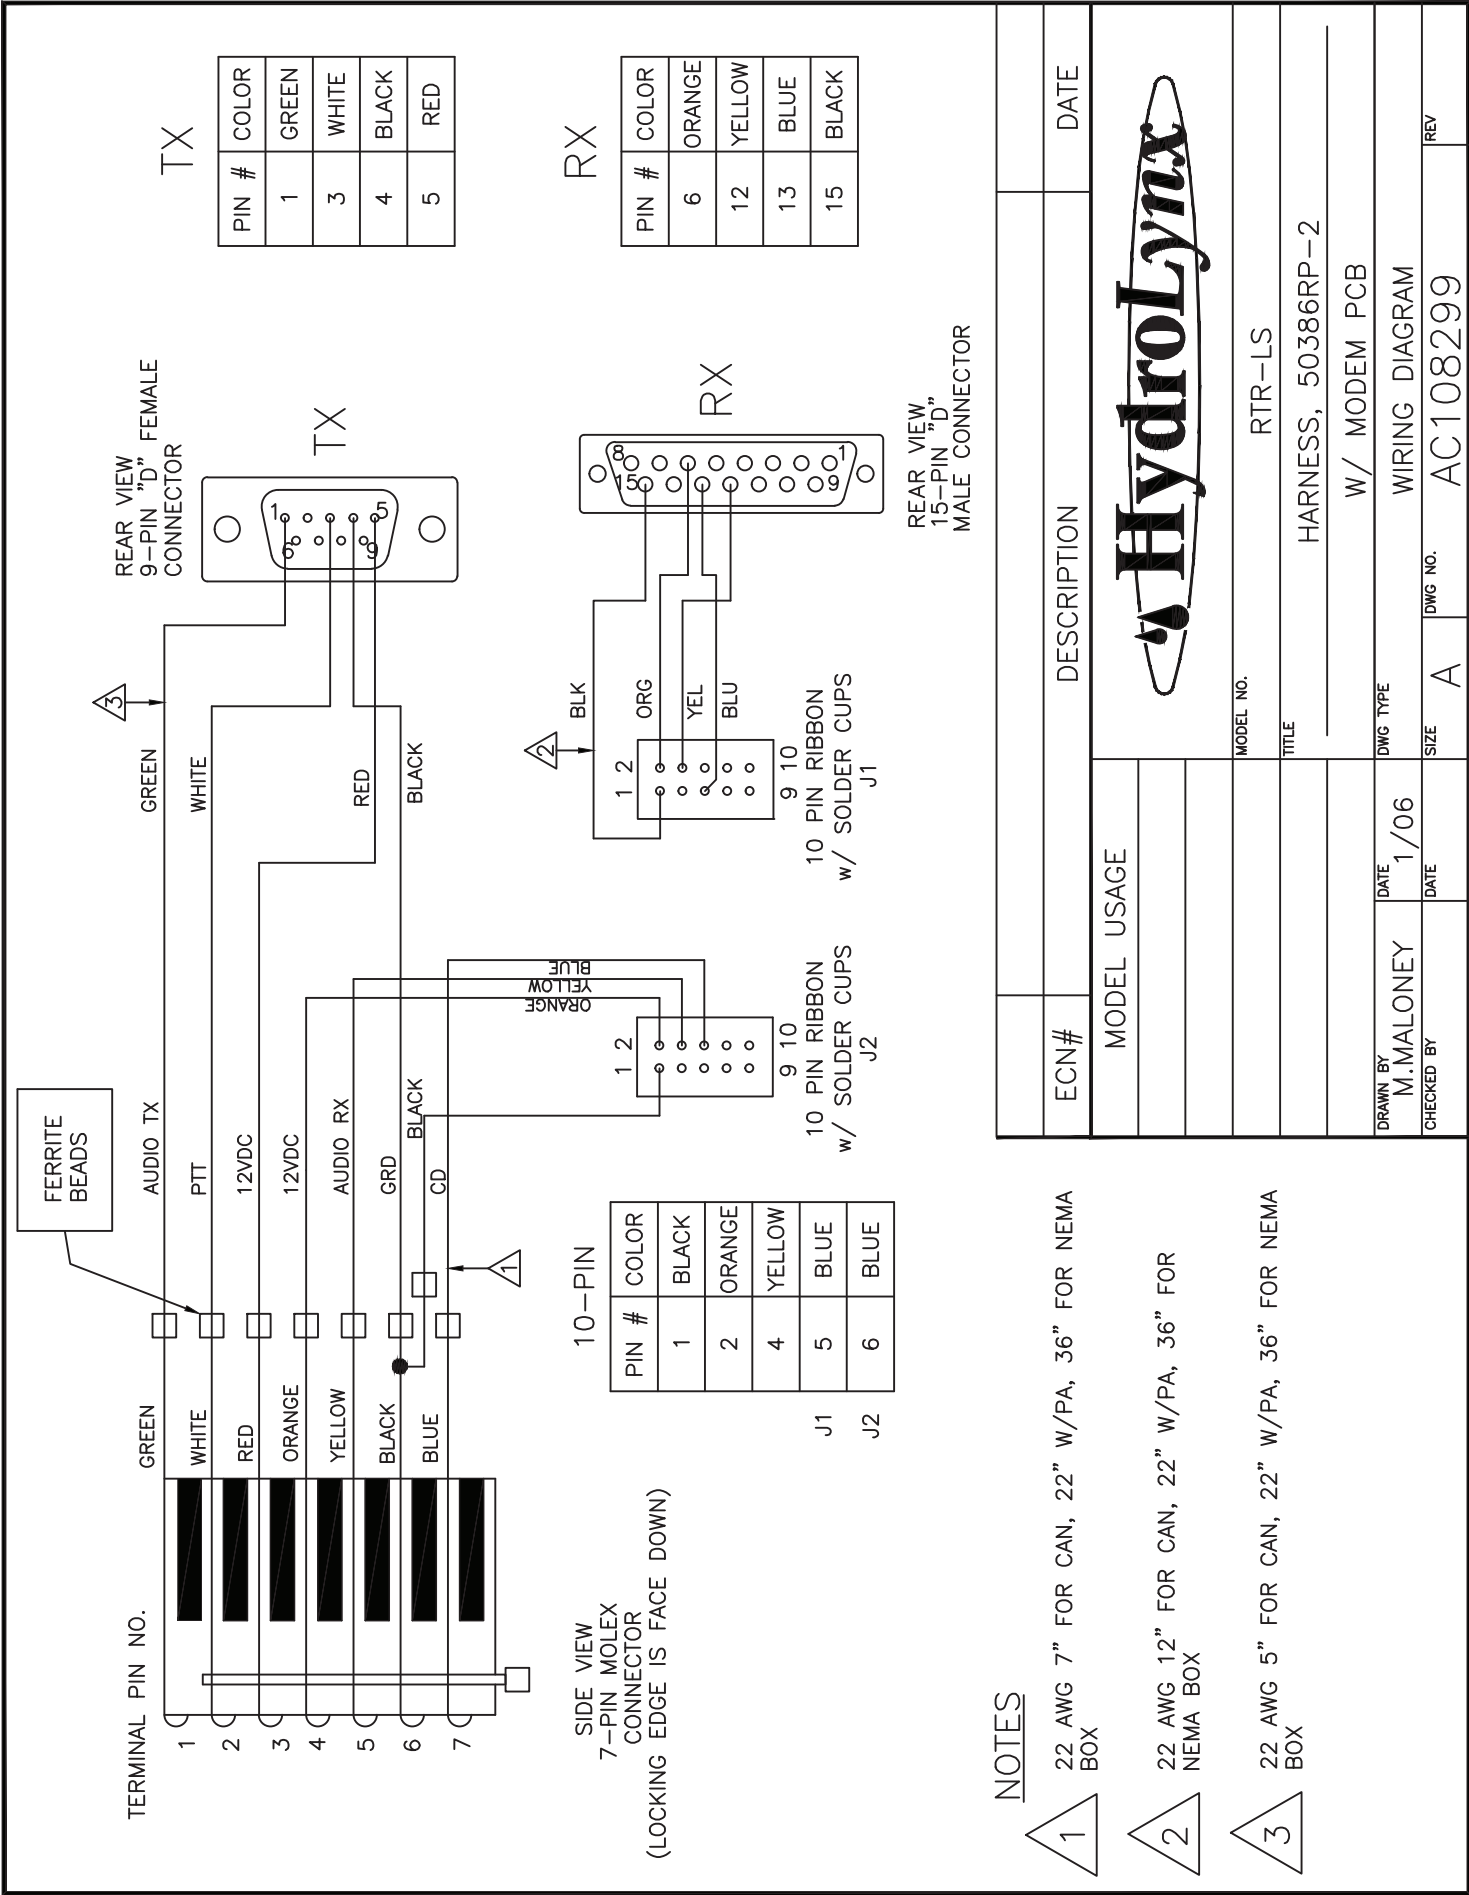 FERRITE
BEADS
TERMINAL PIN NO.
1
2
3
4
5
6
7
GREEN
WHITE
RED
ORANGE
YELLOW
BLACK
BLUE
AUDIO TX
PTT
12VDC
12VDC
AUDIO RX
GRD
CD
BLACK
GREEN
WHITE
RED
BLACK
3
1
2
ORANGE
YELLOW
BLUE
SIDE VIEW
7-PIN MOLEX
CONNECTOR
(LOCKING EDGE IS FACE DOWN)
10-PIN
PIN # COLOR
1 BLACK
2 ORANGE
4 YELLOW
J1 5 BLUE
J2 6 BLUE
1 2
9 10
10 PIN RIBBON
w/ SOLDER CUPS
J2
BLK
ORG
YEL
BLU
1 2
9 10
10 PIN RIBBON
w/ SOLDER CUPS
J1
REAR VIEW
9-PIN "D" FEMALE
CONNECTOR
1
5
6
9
TX
8
1
15
9
RX
REAR VIEW
15-PIN "D"
MALE CONNECTOR
TX
PIN # COLOR
1 GREEN
3 WHITE
4 BLACK
5 RED
RX
PIN # COLOR
6 ORANGE
12 YELLOW
13 BLUE
15 BLACK
NOTES
1 22 AWG 7" FOR CAN, 22" W/PA, 36" FOR NEMA
BOX
2 22 AWG 12" FOR CAN, 22" W/PA, 36" FOR
NEMA BOX
3 22 AWG 5" FOR CAN, 22" W/PA, 36" FOR NEMA
BOX
ECN# DESCRIPTION DATE
MODEL USAGE
HydroLynx
MODEL NO.
RTR-LS
TITLE
HARNESS, 50386RP-2
W/ MODEM PCB
DRAWN BY
M.MALONEY
DATE
1/06
DWG TYPE
WIRING DIAGRAM
CHECKED BY
DATE
SIZE
A
DWG NO.
AC108299
REV